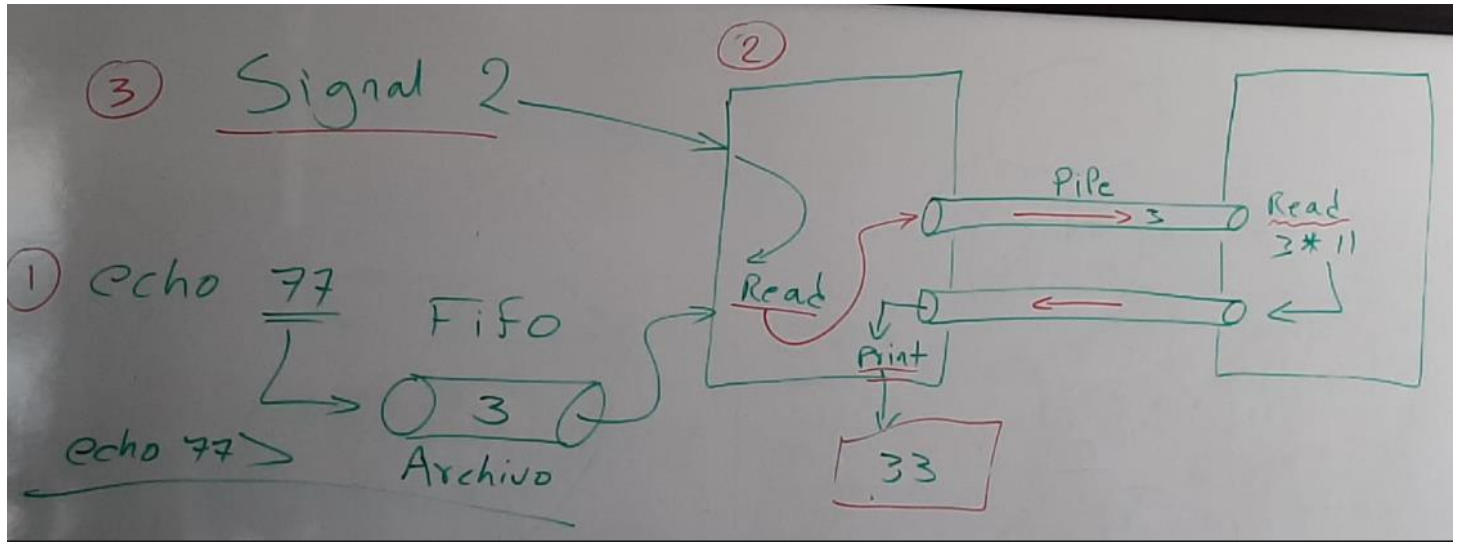 2
3 Signal 2
Pipe
3
Read
3 * 11
1 echo 77
Fifo
Read
Print
3
echo 77 >
Archivo
33